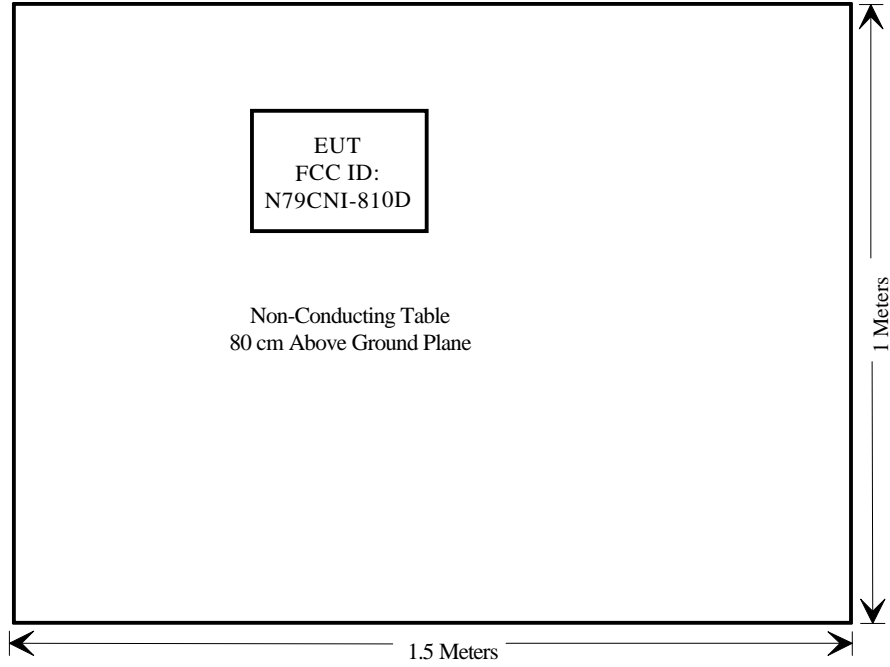 EUT
FCC ID:
N79CNI-810D
Non-Conducting Table
80 cm Above Ground Plane
1 Meters
1.5 Meters